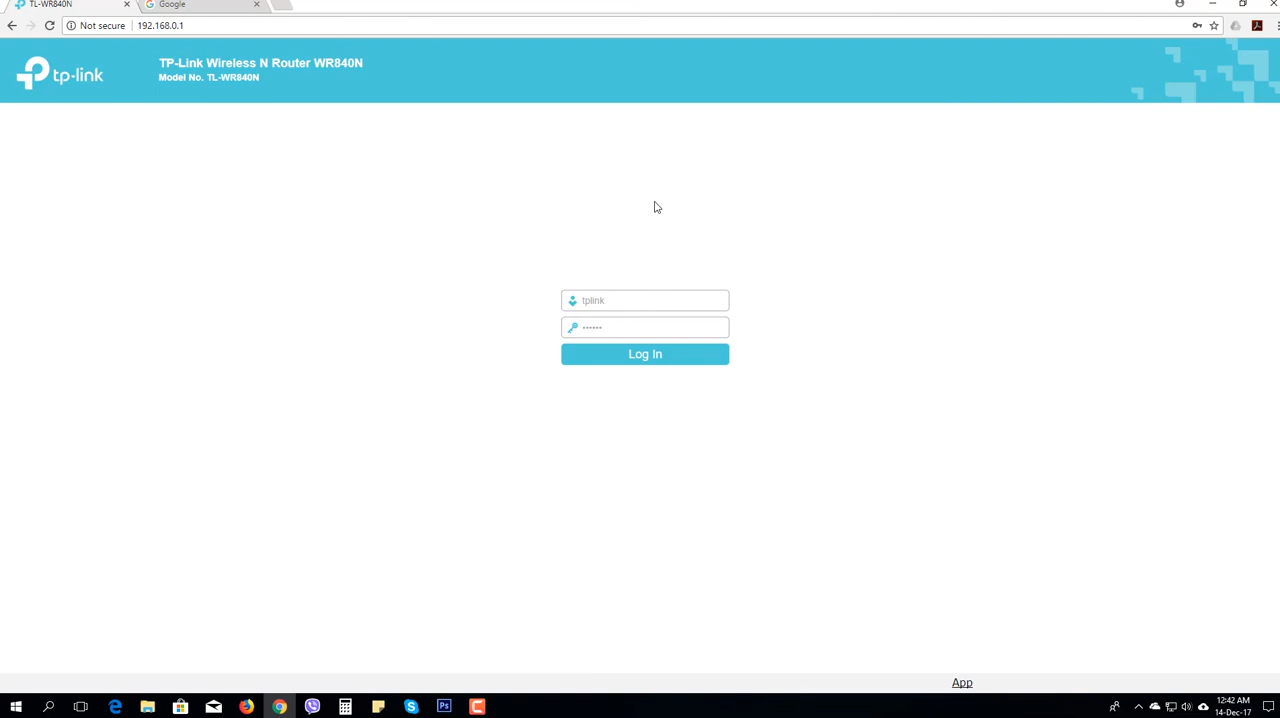 TL-WR840N
Google
Not secure
192.168.0.1
tp-link
TP-Link Wireless N Router WR840N
Model No. TL-WR840N
tplink
Log In
App
Ps
12:42 AM
14-Dec-17